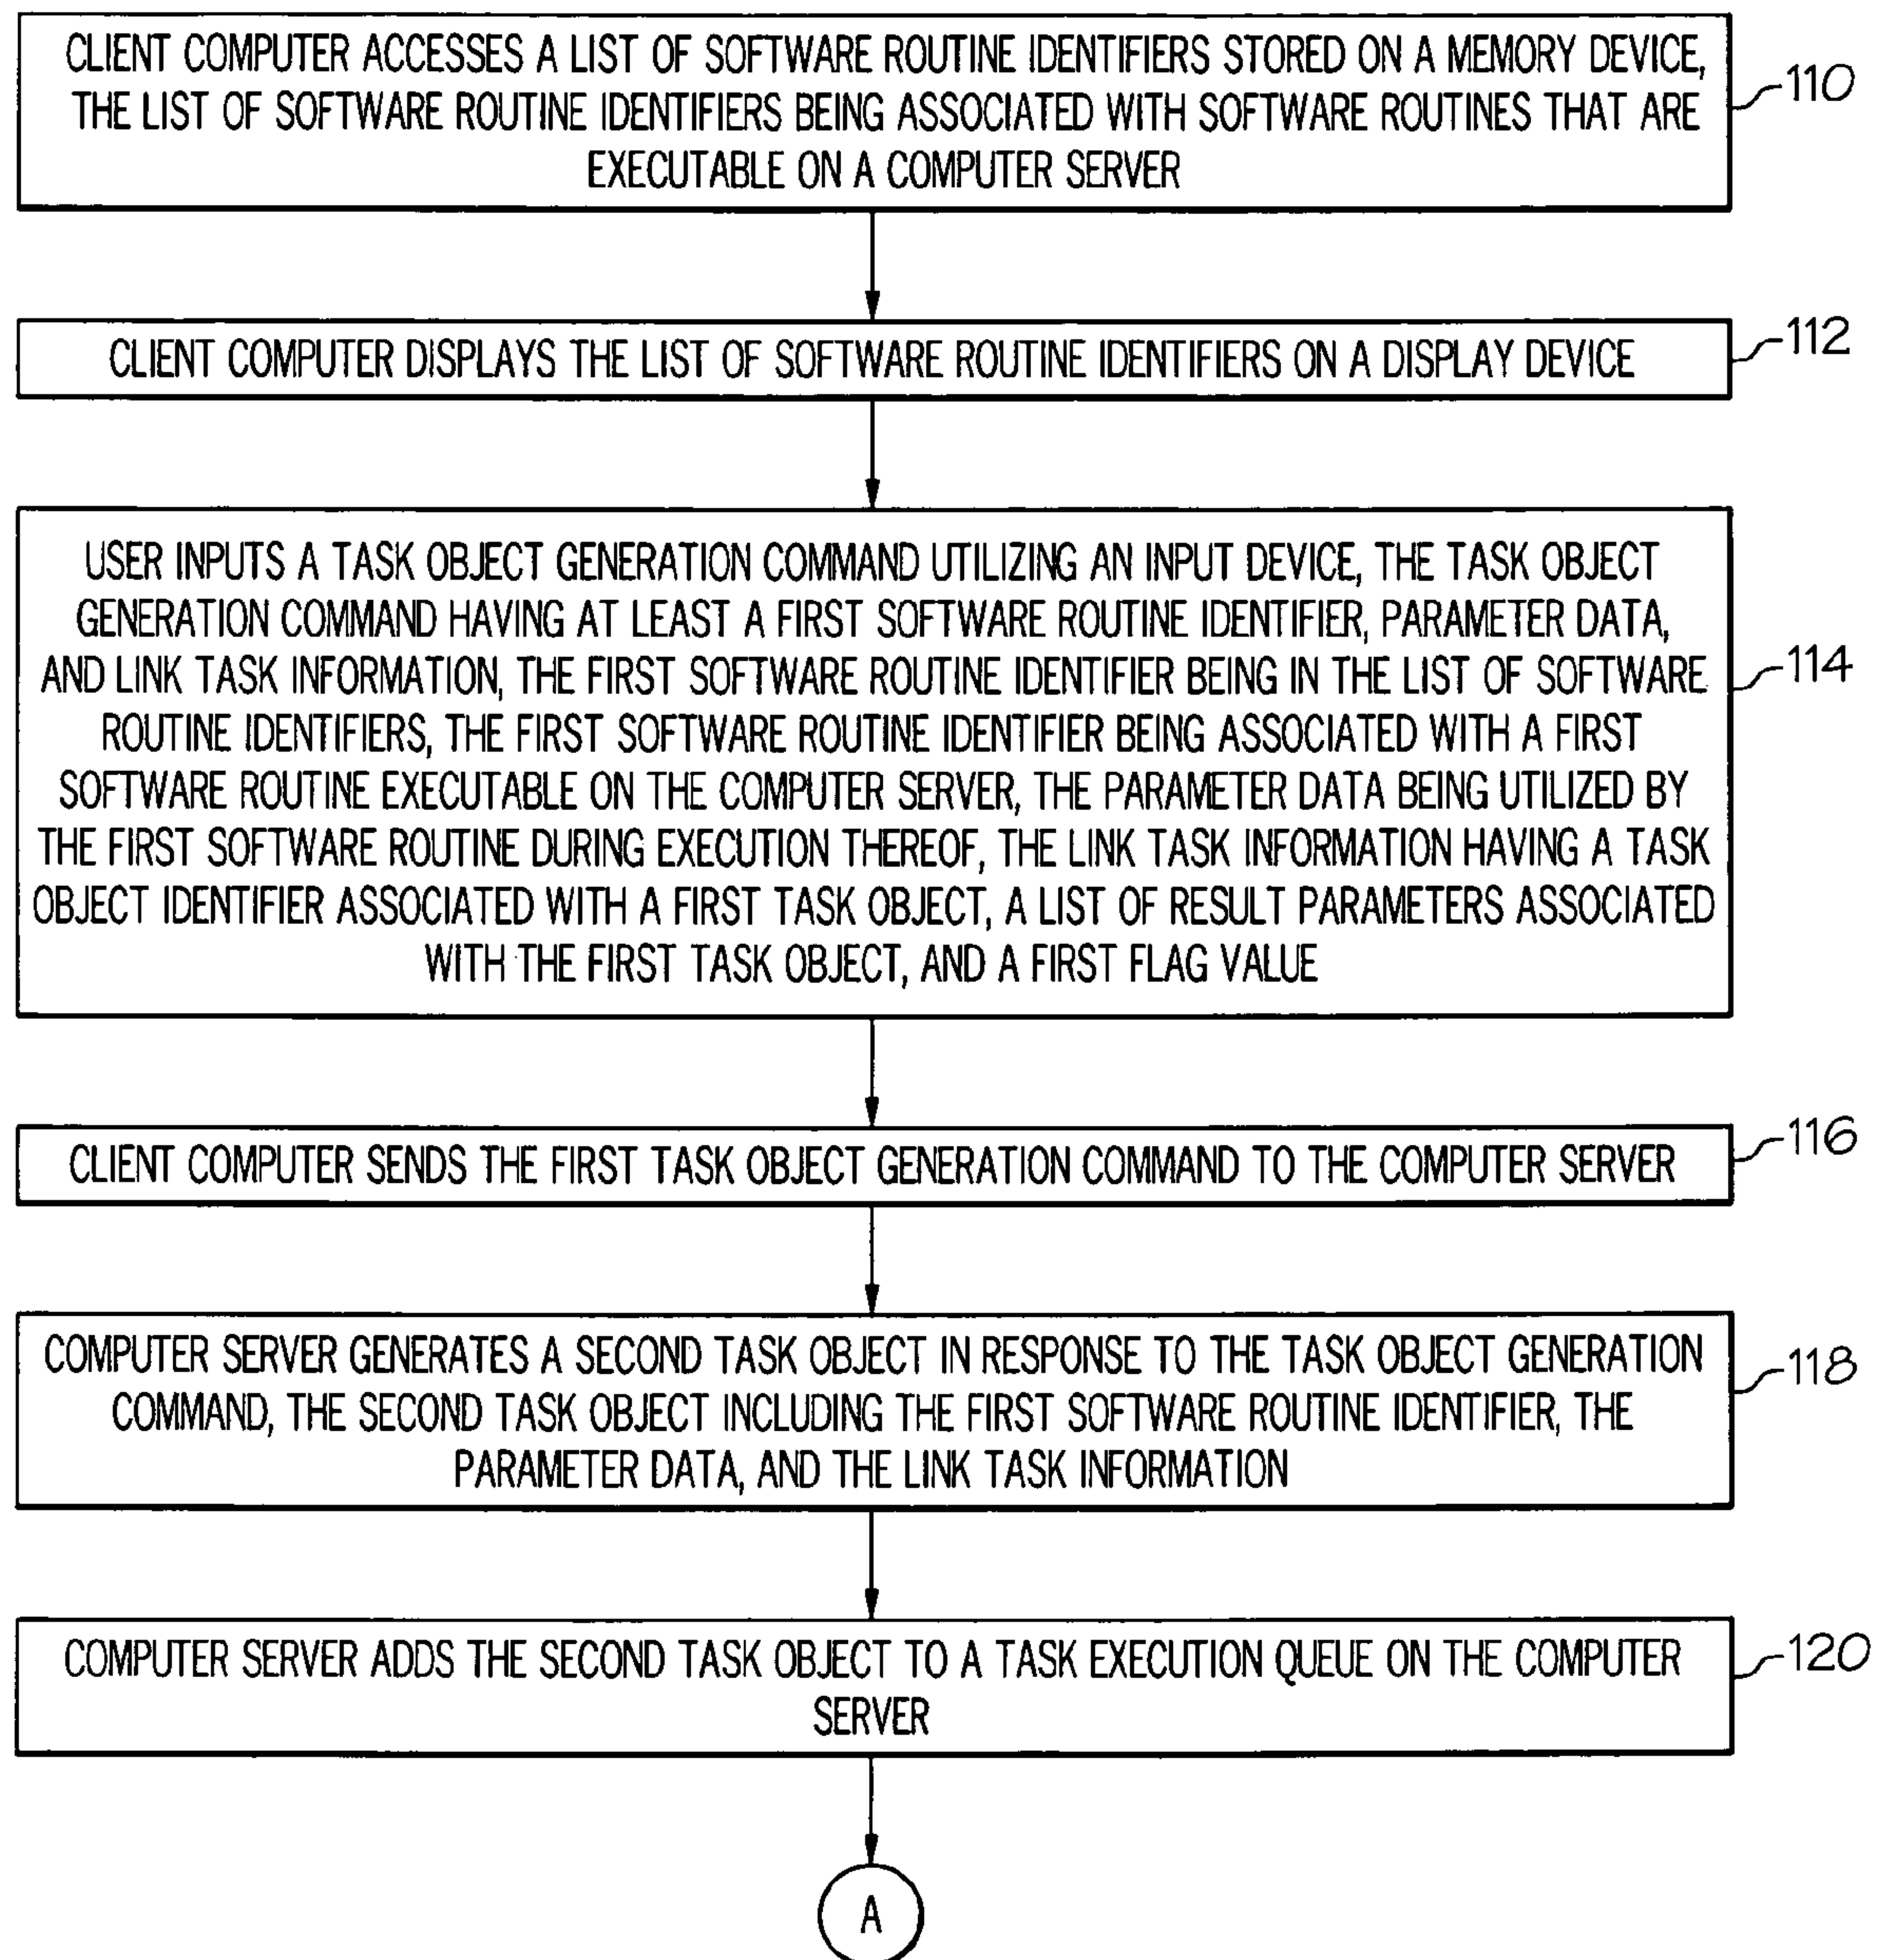 CLIENT COMPUTER ACCESSES A LIST OF SOFTWARE ROUTINE IDENTIFIERS STORED ON A MEMORY DEVICE,
THE LIST OF SOFTWARE ROUTINE IDENTIFIERS BEING ASSOCIATED WITH SOFTWARE ROUTINES THAT ARE
EXECUTABLE ON A COMPUTER SERVER
110
CLIENT COMPUTER DISPLAYS THE LIST OF SOFTWARE ROUTINE IDENTIFIERS ON A DISPLAY DEVICE
112
USER INPUTS A TASK OBJECT GENERATION COMMAND UTILIZING AN INPUT DEVICE, THE TASK OBJECT
GENERATION COMMAND HAVING AT LEAST A FIRST SOFTWARE ROUTINE IDENTIFIER, PARAMETER DATA,
AND LINK TASK INFORMATION, THE FIRST SOFTWARE ROUTINE IDENTIFIER BEING IN THE LIST OF SOFTWARE
ROUTINE IDENTIFIERS, THE FIRST SOFTWARE ROUTINE IDENTIFIER BEING ASSOCIATED WITH A FIRST
SOFTWARE ROUTINE EXECUTABLE ON THE COMPUTER SERVER, THE PARAMETER DATA BEING UTILIZED BY
THE FIRST SOFTWARE ROUTINE DURING EXECUTION THEREOF, THE LINK TASK INFORMATION HAVING A TASK
OBJECT IDENTIFIER ASSOCIATED WITH A FIRST TASK OBJECT, A LIST OF RESULT PARAMETERS ASSOCIATED
WITH THE FIRST TASK OBJECT, AND A FIRST FLAG VALUE
114
CLIENT COMPUTER SENDS THE FIRST TASK OBJECT GENERATION COMMAND TO THE COMPUTER SERVER
116
COMPUTER SERVER GENERATES A SECOND TASK OBJECT IN RESPONSE TO THE TASK OBJECT GENERATION
COMMAND, THE SECOND TASK OBJECT INCLUDING THE FIRST SOFTWARE ROUTINE IDENTIFIER, THE
PARAMETER DATA, AND THE LINK TASK INFORMATION
118
COMPUTER SERVER ADDS THE SECOND TASK OBJECT TO A TASK EXECUTION QUEUE ON THE COMPUTER
SERVER
120
A